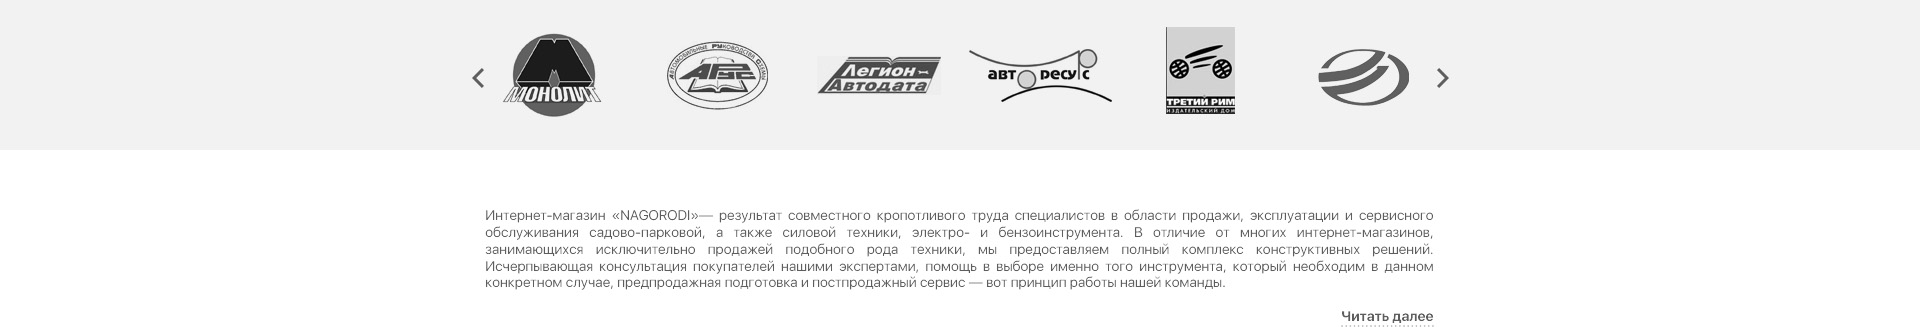 МОНОЛИТ
АВТОМОБИЛЬНЫЕ РУКОВОДСТВА
АРГУС
Легион
Автодата
авторесурс
ТРЕТИЙ РИМ
ИЗДАТЕЛЬСКИЙ ДОМ
Интернет-магазин «NAGORODI»— результат совместного кропотливого труда специалистов в области продажи, эксплуатации и сервисного
обслуживания садово-парковой, а также силовой техники, электро- и бензоинструмента. В отличие от многих интернет-магазинов,
занимающихся исключительно продажей подобного рода техники, мы предоставляем полный комплекс конструктивных решений.
Исчерпывающая консультация покупателей нашими экспертами, помощь в выборе именно того инструмента, который необходим в данном
конкретном случае, предпродажная подготовка и постпродажный сервис — вот принцип работы нашей команды.
Читать далее